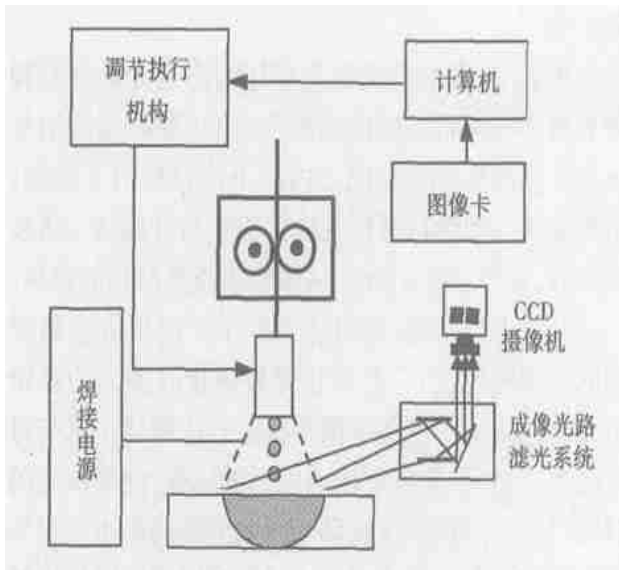 调节执行
机构
计算机
图像卡
CCD
摄像机
焊接电源
成像光路
滤光系统